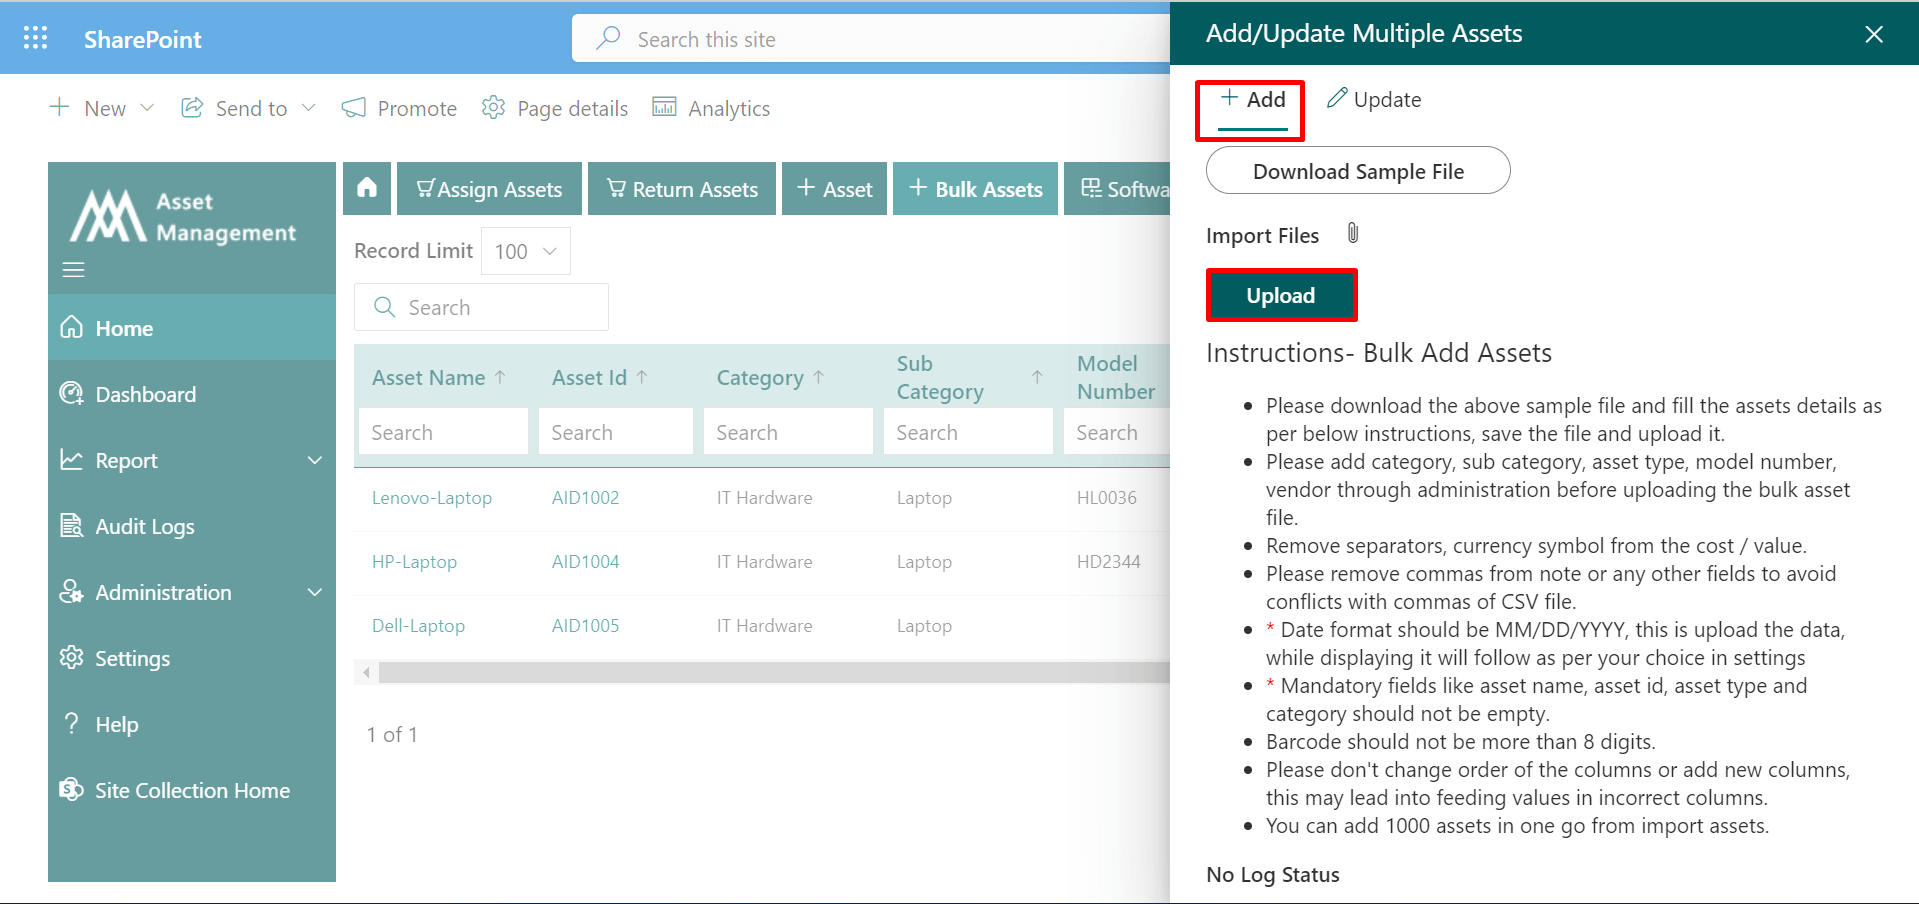 SharePoint
Search this site
Add/Update Multiple Assets
New
Send to
Promote
Page details
Analytics
Add
Update
Download Sample File
Asset
Management
Assign Assets
Return Assets
Asset
Bulk Assets
Softwa
Record Limit
100
Search
Home
Dashboard
Report
Audit Logs
Administration
Settings
? Help
Site Collection Home
Asset Name
Asset Id
Category
Sub
Category
Model
Number
Search
Search
Search
Search
Search
Lenovo-Laptop
AID1002
IT Hardware
Laptop
HL0036
HP-Laptop
AID1004
IT Hardware
Laptop
HD2344
Dell-Laptop
AID1005
IT Hardware
Laptop
1 of 1
Import Files
Upload
Instructions- Bulk Add Assets
Please download the above sample file and fill the assets details as
per below instructions, save the file and upload it.
Please add category, sub category, asset type, model number,
vendor through administration before uploading the bulk asset
file.
Remove separators, currency symbol from the cost / value.
Please remove commas from note or any other fields to avoid
conflicts with commas of CSV file.
* Date format should be MM/DD/YYYY, this is upload the data,
while displaying it will follow as per your choice in settings
* Mandatory fields like asset name, asset id, asset type and
category should not be empty.
Barcode should not be more than 8 digits.
Please don't change order of the columns or add new columns,
this may lead into feeding values in incorrect columns.
You can add 1000 assets in one go from import assets.
No Log Status